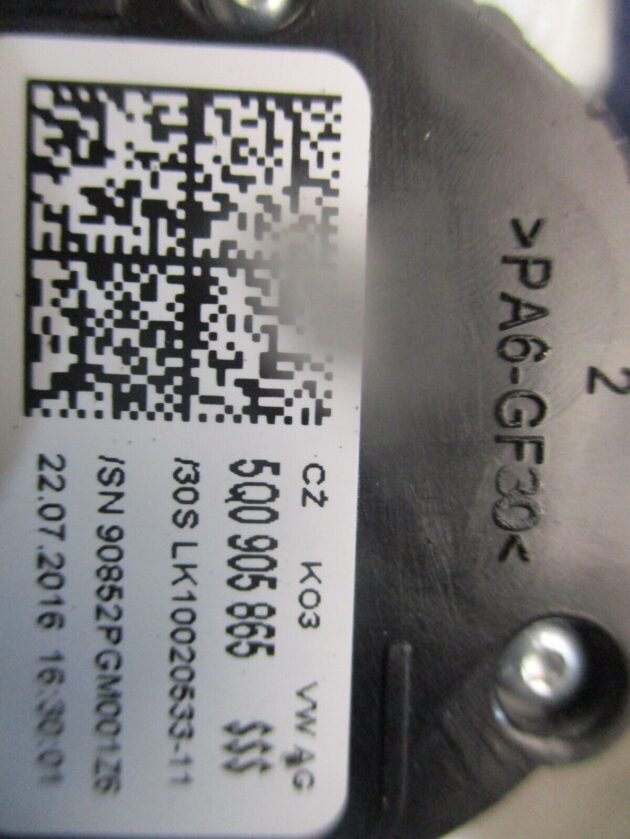 CZ K03 VW AG
5Q0 905 865 $$$
/30S LK10020533-11
/SN 90852PGM001Z6
22.07.2016 16:30:01
>PA6-GF30<
2